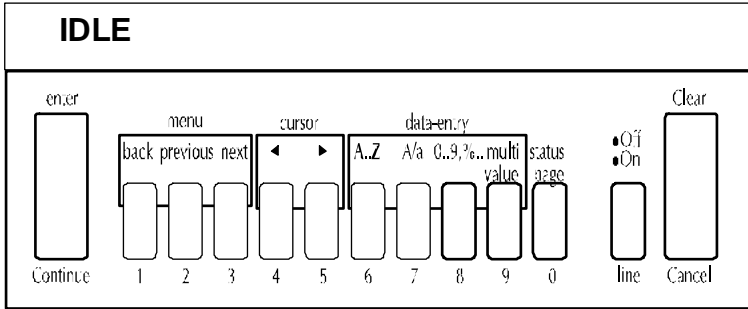 IDLE
enter Clear
menu cursor data-entry
back previous next ◄ ► A..Z A/a 0..9,%.. multi value status page
•Off
•On
Continue 1 2 3 4 5 6 7 8 9 0 line Cancel